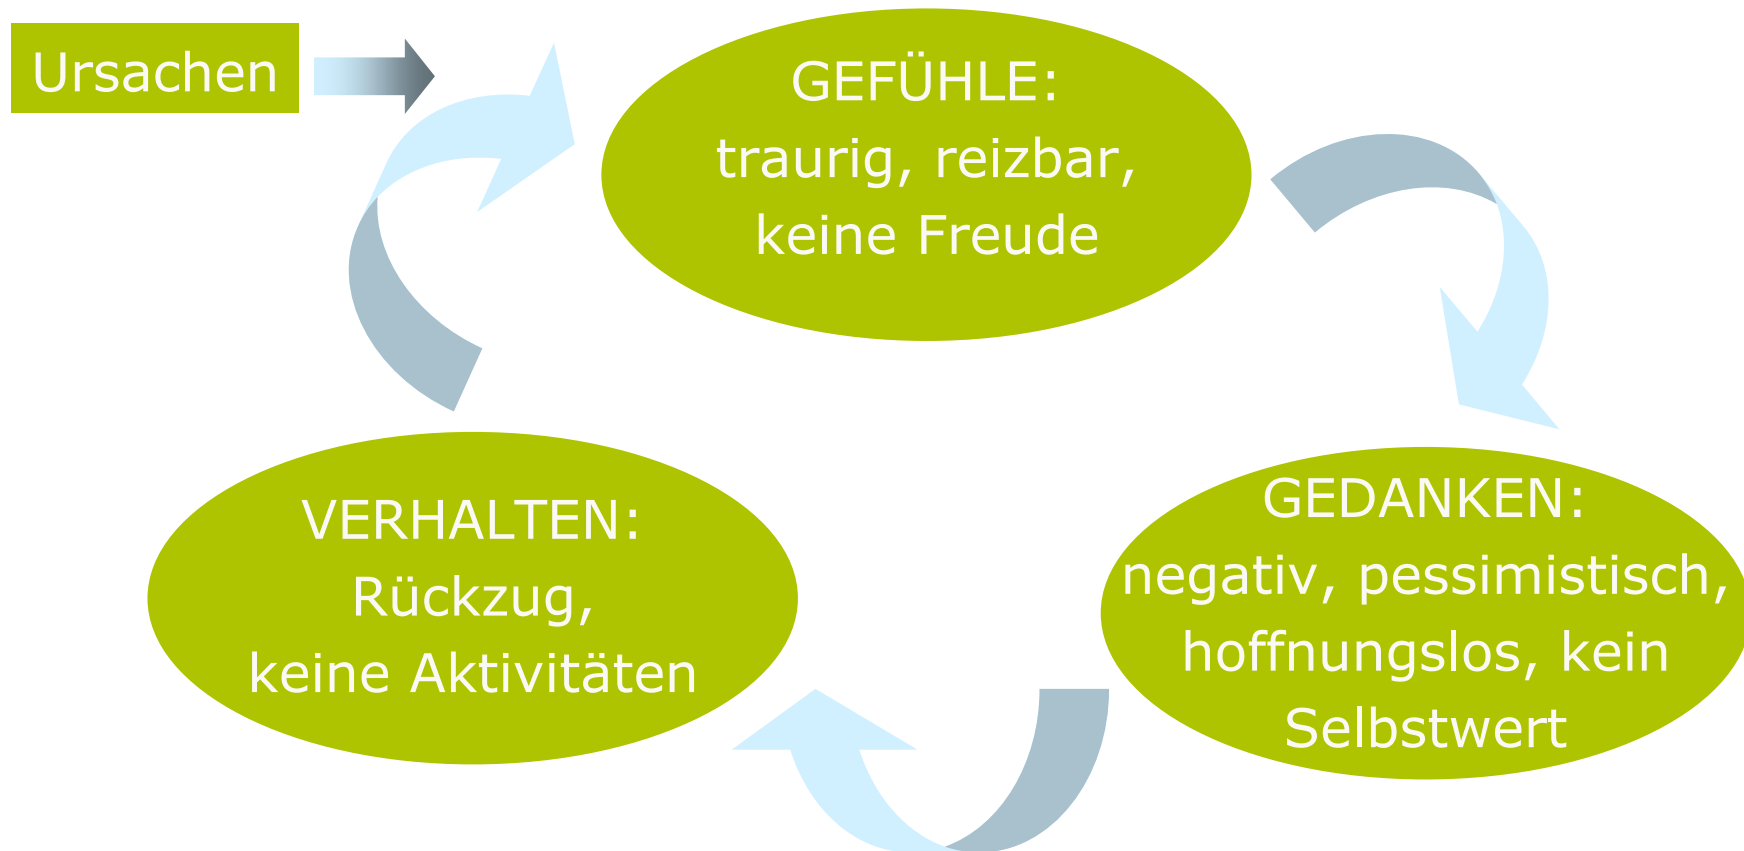 Ursachen
GEFÜHLE:
traurig, reizbar,
keine Freude
GEDANKEN:
negativ, pessimistisch,
hoffnungslos, kein
Selbstwert
VERHALTEN:
Rückzug,
keine Aktivitäten